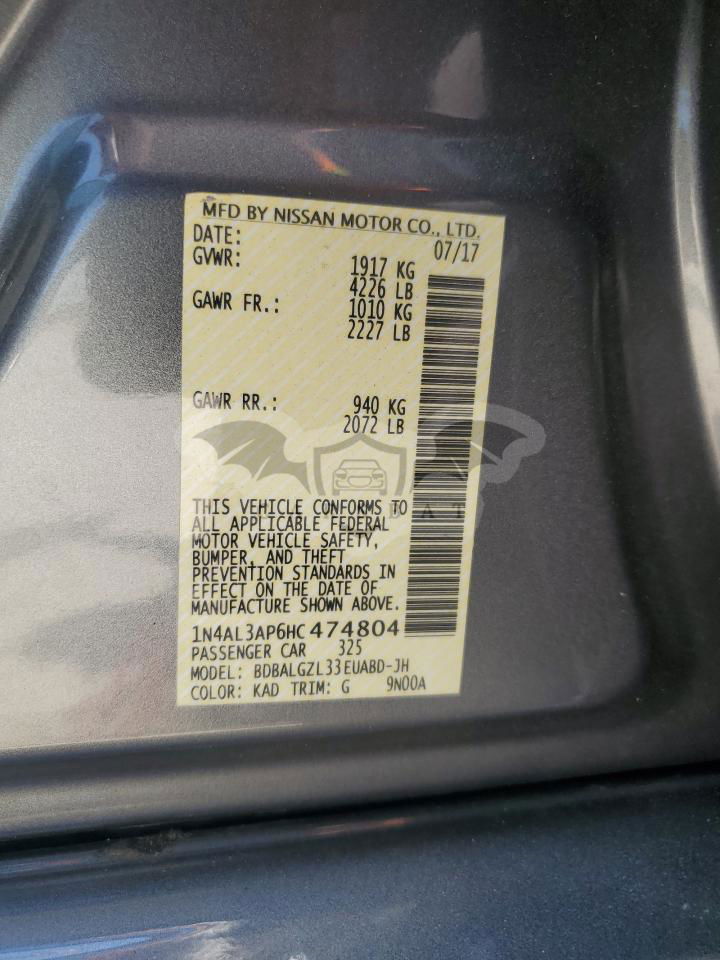 MFD BY NISSAN MOTOR CO., LTD.
DATE: 07/17
GVWR: 1917 KG
4226 LB
GAWR FR.: 1010 KG
2227 LB
GAWR RR.: 940 KG
2072 LB
THIS VEHICLE CONFORMS TO
ALL APPLICABLE FEDERAL
MOTOR VEHICLE SAFETY,
BUMPER, AND THEFT
PREVENTION STANDARDS IN
EFFECT ON THE DATE OF
MANUFACTURE SHOWN ABOVE.
1N4AL3AP6HC474804
PASSENGER CAR 325
MODEL: BDBALGZL33EUABD-JH
COLOR: KAD TRIM: G 9N00A